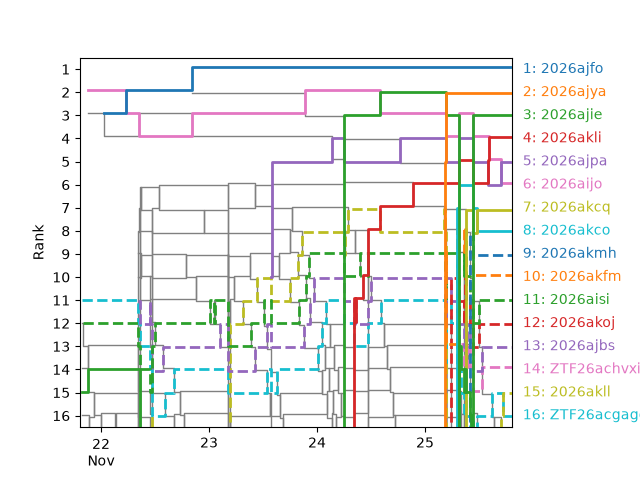 1
2
3
4
5
6
7
8
9
10
11
12
13
14
15
16
Rank
22
23
24
25
Nov
1: 2026ajfo
2: 2026ajya
3: 2026ajie
4: 2026akli
5: 2026ajpa
6: 2026aijo
7: 2026akcq
8: 2026akco
9: 2026akmh
10: 2026akfm
11: 2026aisi
12: 2026akoj
13: 2026ajbs
14: ZTF26achvxi
15: 2026akll
16: ZTF26acgag